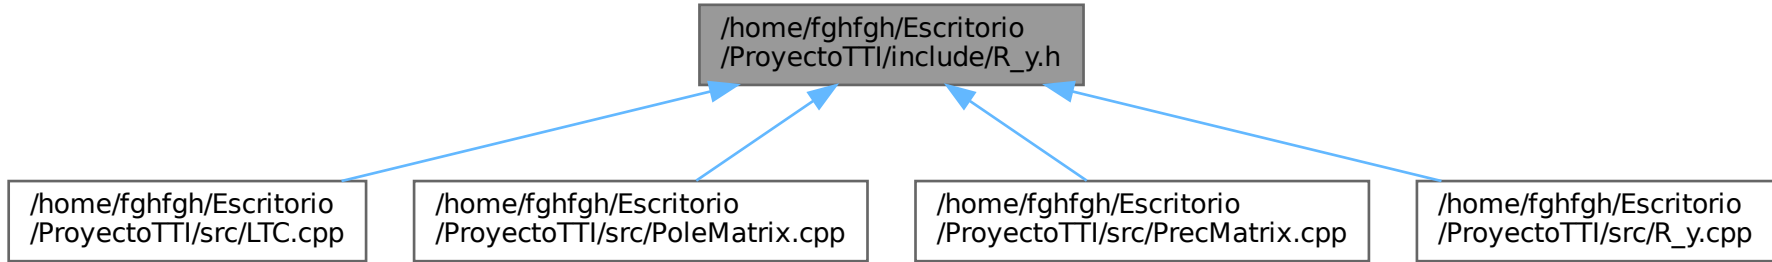 /home/fghfgh/Escritorio
/ProyectoTTI/include/R_y.h
/home/fghfgh/Escritorio
/ProyectoTTI/src/LTC.cpp
/home/fghfgh/Escritorio
/ProyectoTTI/src/PoleMatrix.cpp
/home/fghfgh/Escritorio
/ProyectoTTI/src/PrecMatrix.cpp
/home/fghfgh/Escritorio
/ProyectoTTI/src/R_y.cpp